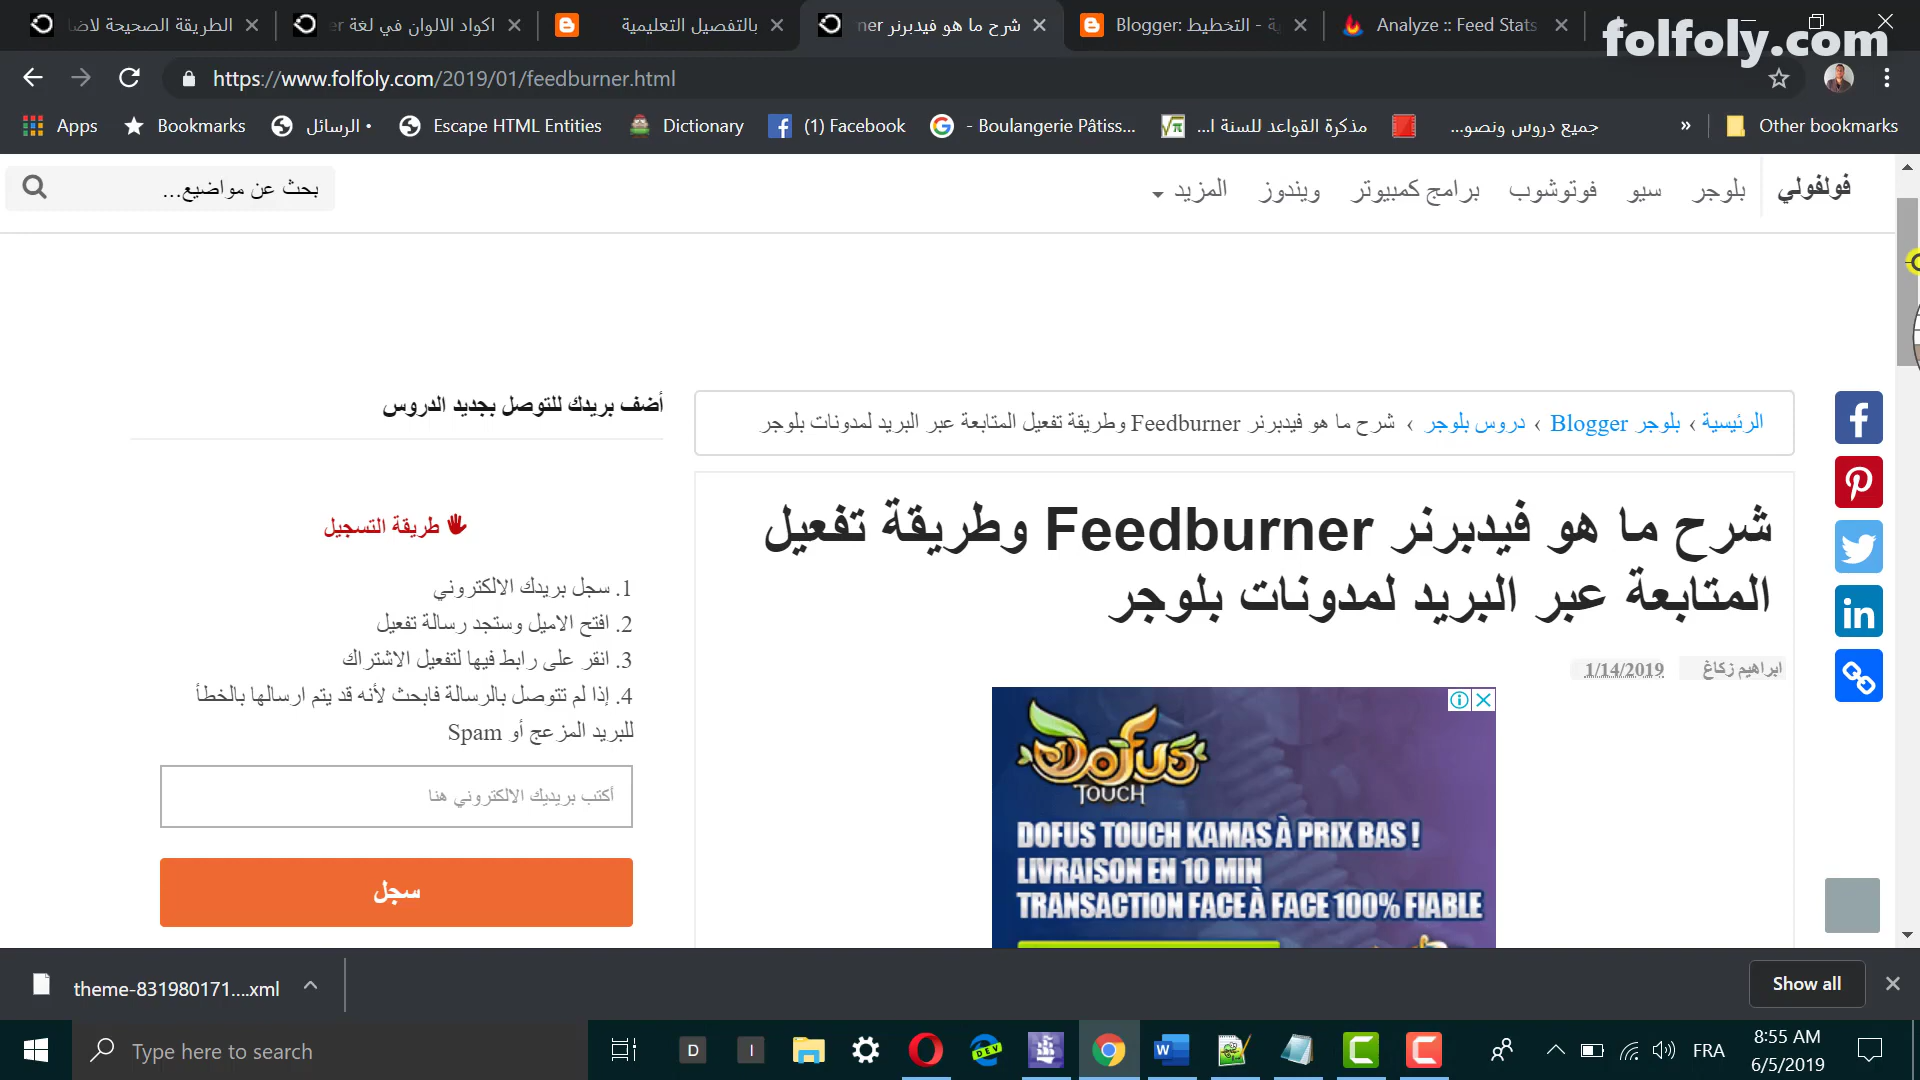 الطريقة الصحيحة لاضا
اكواد الالوان في لغة
بالتفصيل التعليمية
شرح ما هو فيدبرنر
Blogger: التخطيط -
Analyze :: Feed Stats
folfoly.com
https://www.folfoly.com/2019/01/feedburner.html
Apps
Bookmarks
الرسائل •
Escape HTML Entities
Dictionary
(1) Facebook
- Boulangerie Pâtiss...
مذكرة القواعد للسنة ا...
جميع دروس ونصو...
»
Other bookmarks
فولفولي
بلوجر
سيو
فوتوشوب
برامج كمبيوتر
ويندوز
المزيد
بحث عن مواضيع...
الرئيسية › بلوجر Blogger › دروس بلوجر › شرح ما هو فيدبرنر Feedburner وطريقة تفعيل المتابعة عبر البريد لمدونات بلوجر
شرح ما هو فيدبرنر Feedburner وطريقة تفعيل
المتابعة عبر البريد لمدونات بلوجر
ابراهيم زكاغ
1/14/2019
DOFUS
TOUCH
DOFUS TOUCH KAMAS À PRIX BAS !
LIVRAISON EN 10 MIN
TRANSACTION FACE À FACE 100% FIABLE
أضف بريدك للتوصل بجديد الدروس
طريقة التسجيل
1. سجل بريدك الالكتروني
2. افتح الاميل وستجد رسالة تفعيل
3. انقر على رابط فيها لتفعيل الاشتراك
4. إذا لم تتوصل بالرسالة فابحث لأنه قد يتم ارسالها بالخطأ
للبريد المزعج أو Spam
أكتب بريديك الالكتروني هنا
سجل
theme-831980171....xml
Show all
Type here to search
D
I
DEV
FRA
8:55 AM
6/5/2019